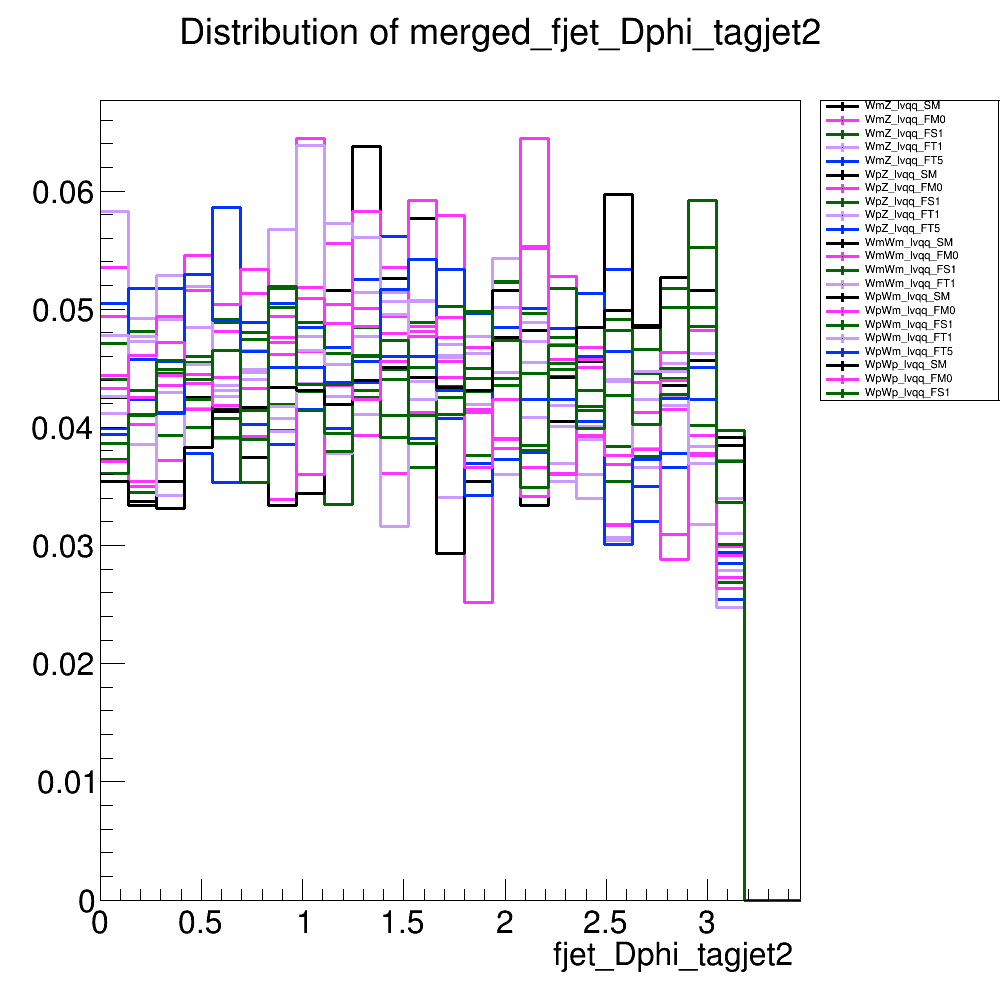 Distribution of merged_fjet_Dphi_tagjet2
WmZ_lvqq_SM
WmZ_lvqq_FM0
WmZ_lvqq_FS1
WmZ_lvqq_FT1
WmZ_lvqq_FT5
WpZ_lvqq_SM
WpZ_lvqq_FM0
WpZ_lvqq_FS1
WpZ_lvqq_FT1
WpZ_lvqq_FT5
WmWm_lvqq_SM
WmWm_lvqq_FM0
WmWm_lvqq_FS1
WmWm_lvqq_FT1
WpWm_lvqq_SM
WpWm_lvqq_FM0
WpWm_lvqq_FS1
WpWm_lvqq_FT1
WpWm_lvqq_FT5
WpWp_lvqq_SM
WpWp_lvqq_FM0
WpWp_lvqq_FS1
0.06
0.05
0.04
0.03
0.02
0.01
0
0 0.5 1 1.5 2 2.5 3
fjet_Dphi_tagjet2